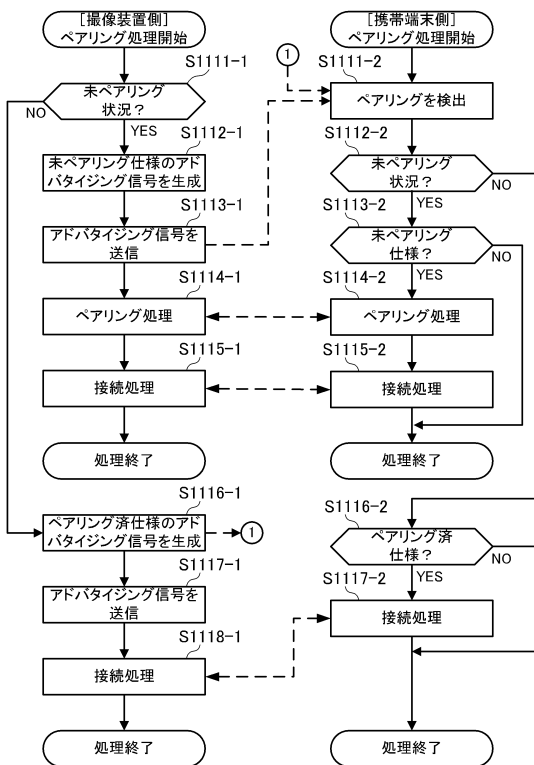 [撮像装置側]
ペアリング処理開始
S1111-1
未ペアリング
状況？
NO
YES
S1112-1
未ペアリング仕様のアド
バタイジング信号を生成
S1113-1
アドバタイジング信号を
送信
S1114-1
ペアリング処理
S1115-1
接続処理
処理終了
S1116-1
ペアリング済仕様のアド
バタイジング信号を生成
1
S1117-1
アドバタイジング信号を
送信
S1118-1
接続処理
処理終了
[携帯端末側]
ペアリング処理開始
1
S1111-2
ペアリングを検出
S1112-2
未ペアリング
状況？
NO
YES
S1113-2
未ペアリング
仕様？
NO
YES
S1114-2
ペアリング処理
S1115-2
接続処理
処理終了
S1116-2
ペアリング済
仕様？
NO
YES
S1117-2
接続処理
処理終了